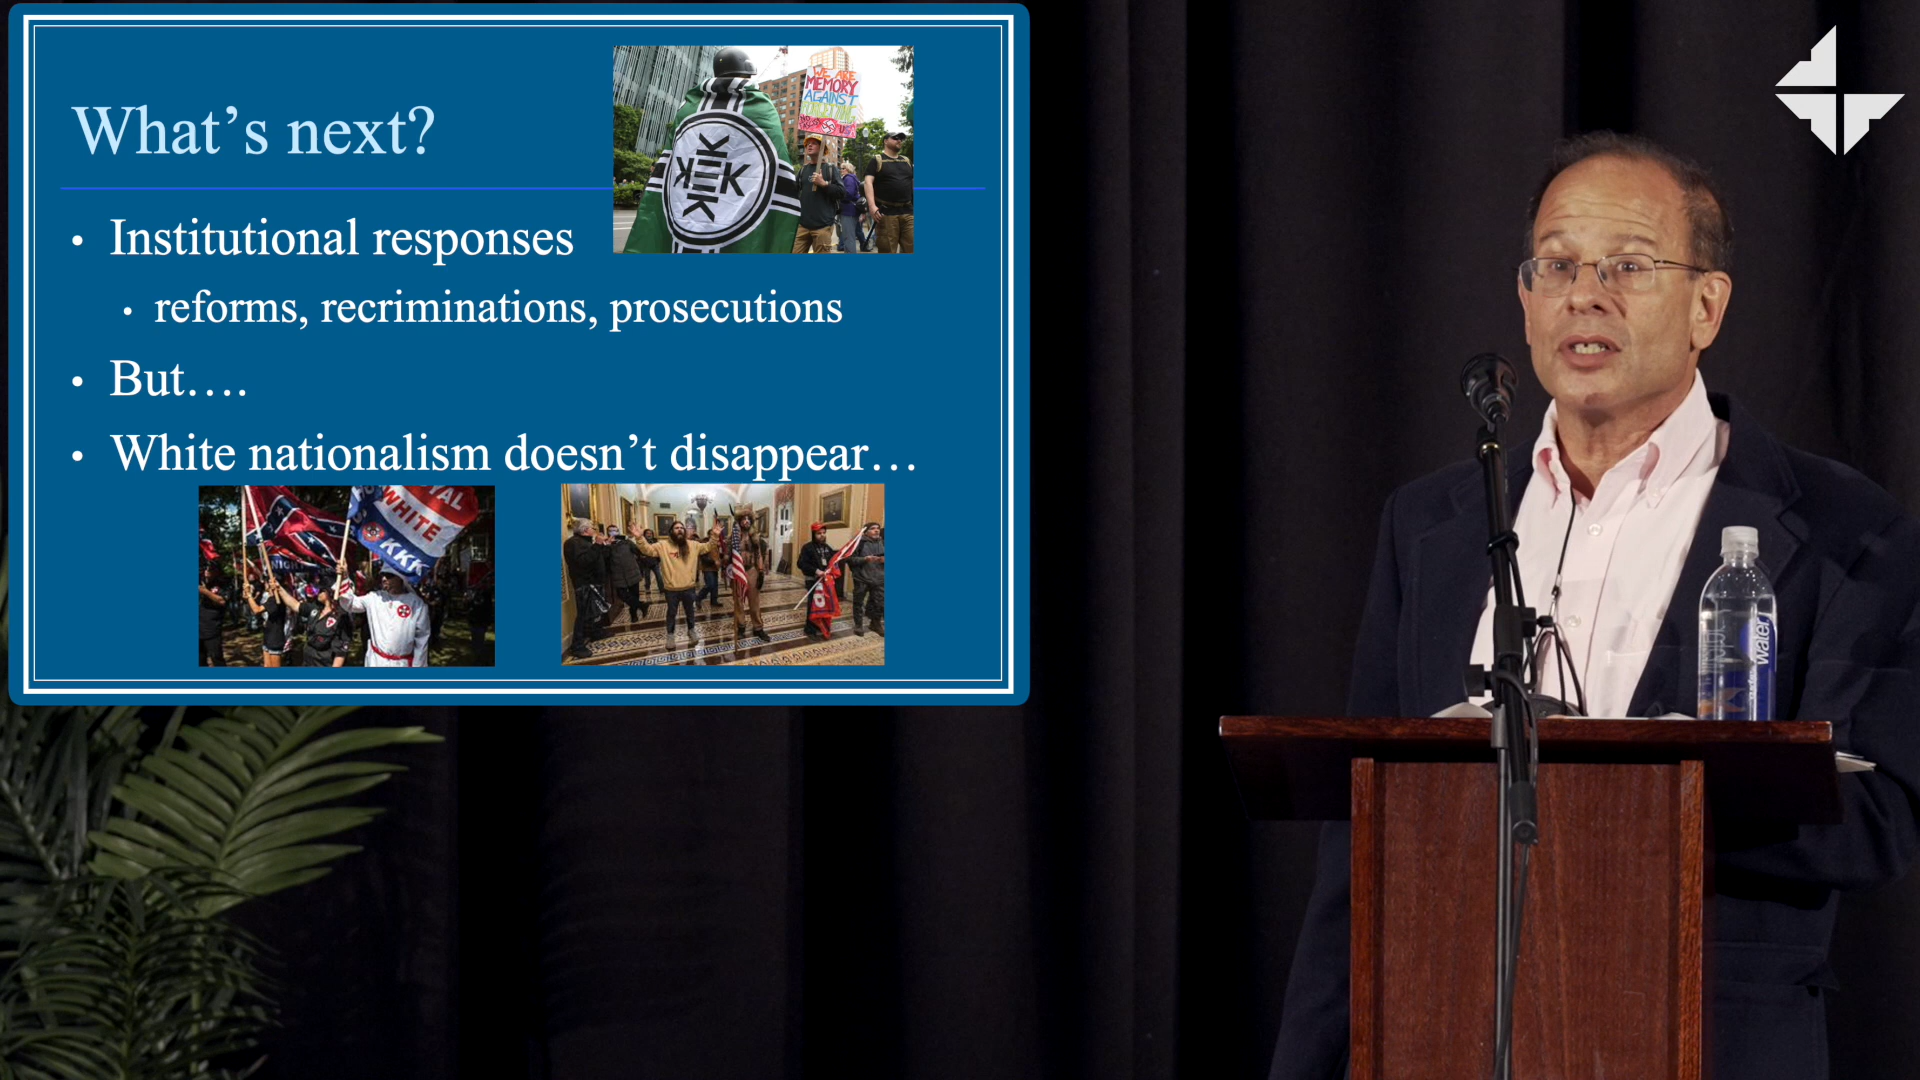 What's next?
WE ARE
MEMORY
AGAINST
KEK
• Institutional responses
• reforms, recriminations, prosecutions
• But….
• White nationalism doesn't disappear…
WHITE
KKK
water